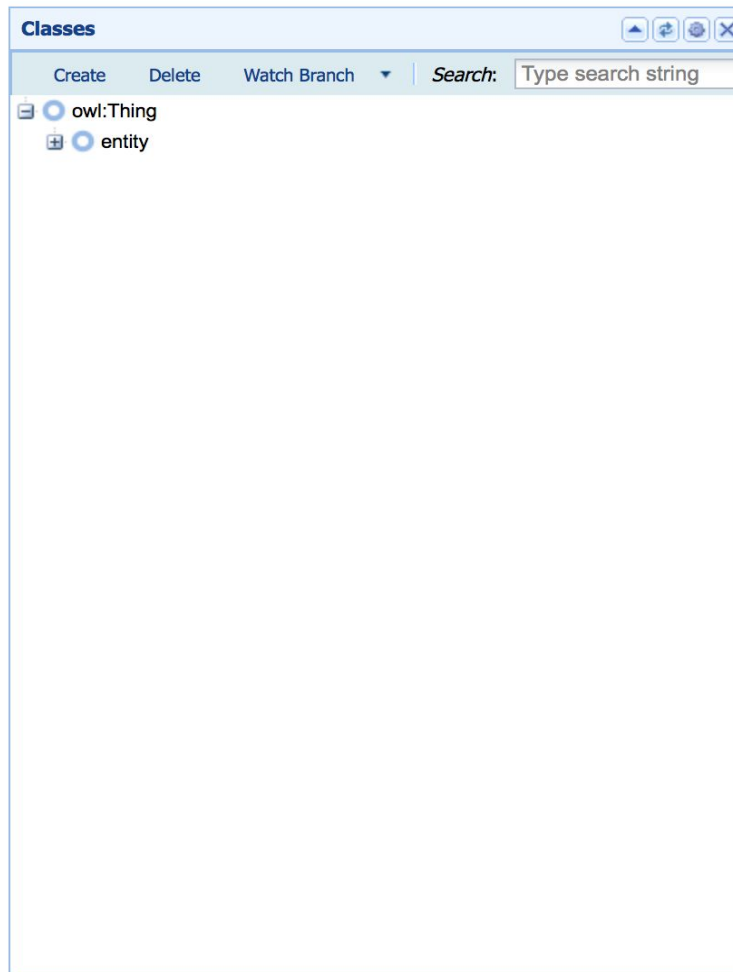 Classes
Create Delete Watch Branch Search: Type search string
owl:Thing
entity